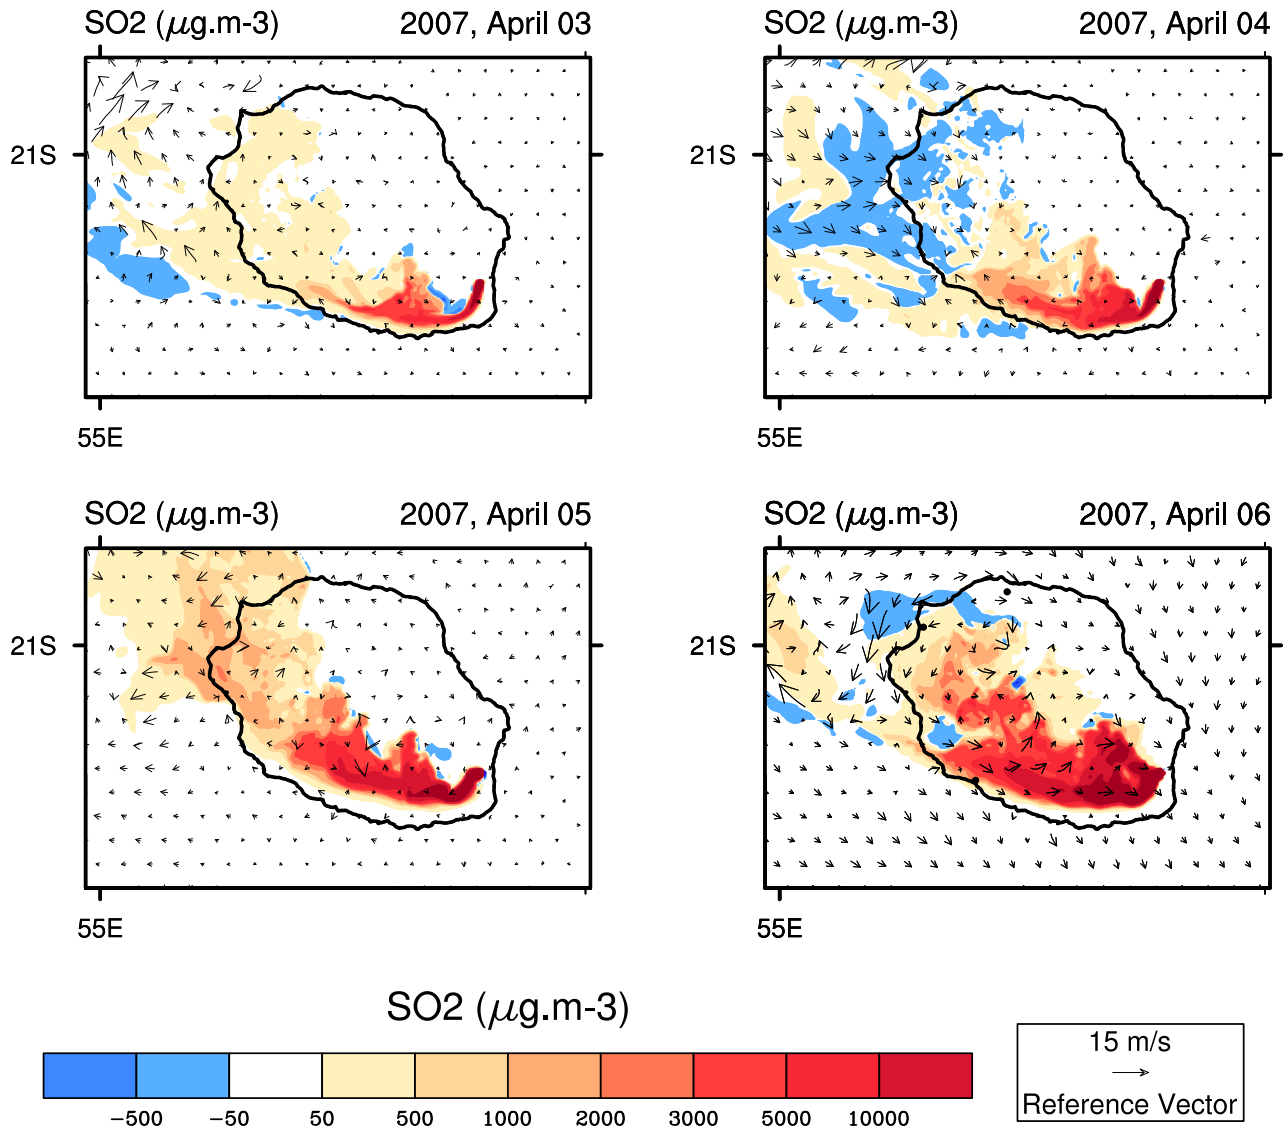 SO2 (μg.m-3) 2007, April 03
SO2 (μg.m-3) 2007, April 04
21S
21S
55E
55E
SO2 (μg.m-3) 2007, April 05
SO2 (μg.m-3) 2007, April 06
21S
21S
55E
55E
SO2 (μg.m-3)
-500 -50 50 500 1000 2000 3000 5000 10000
15 m/s
Reference Vector